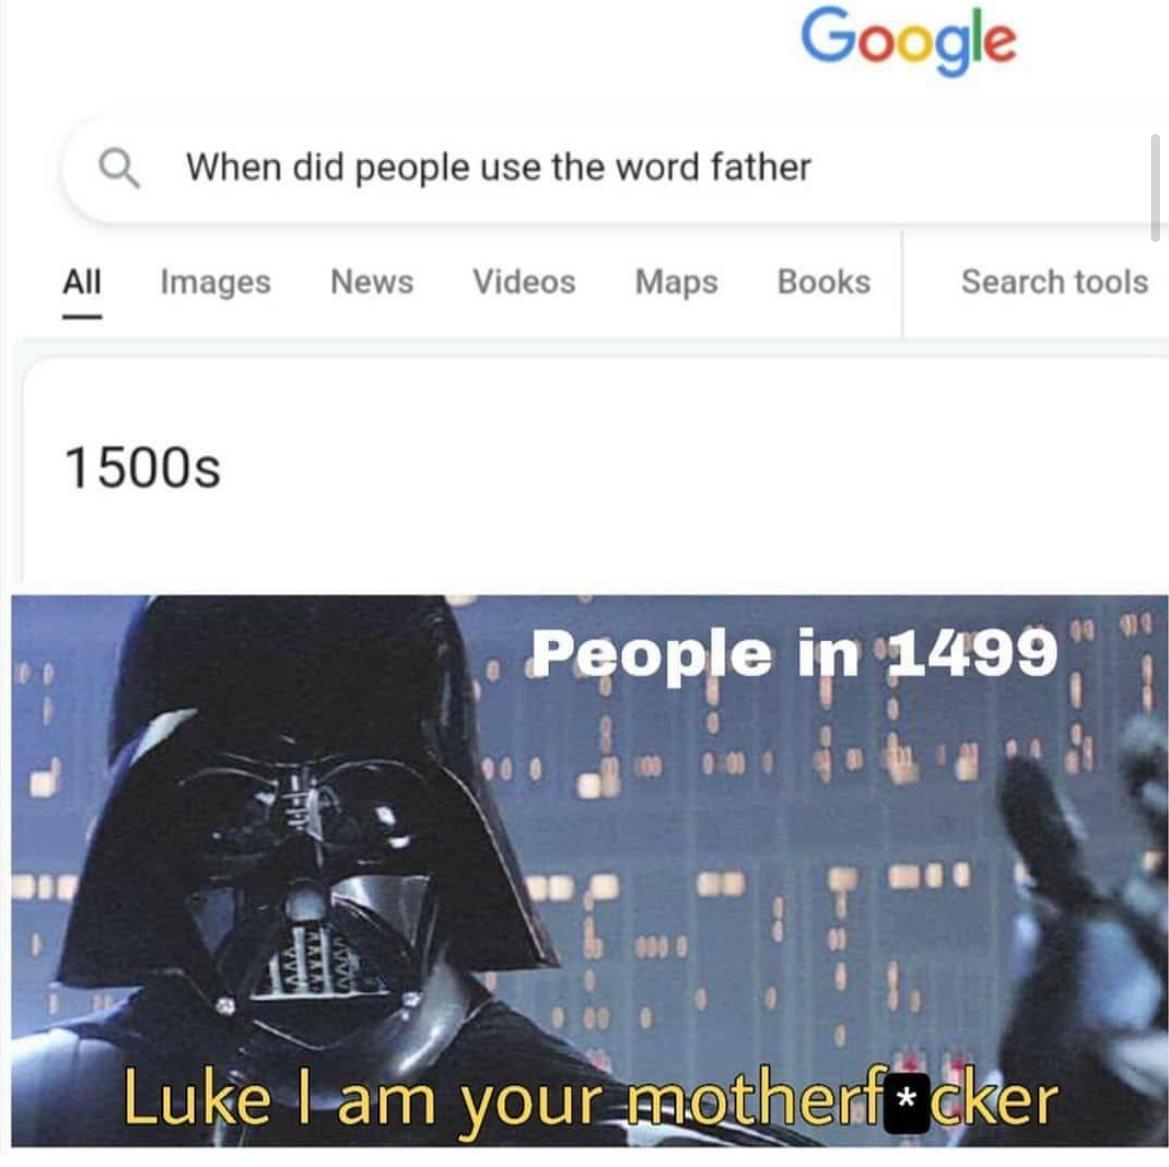 Google
When did people use the word father
All Images News Videos Maps Books Search tools
1500s
People in 1499
Luke I am your motherf*cker